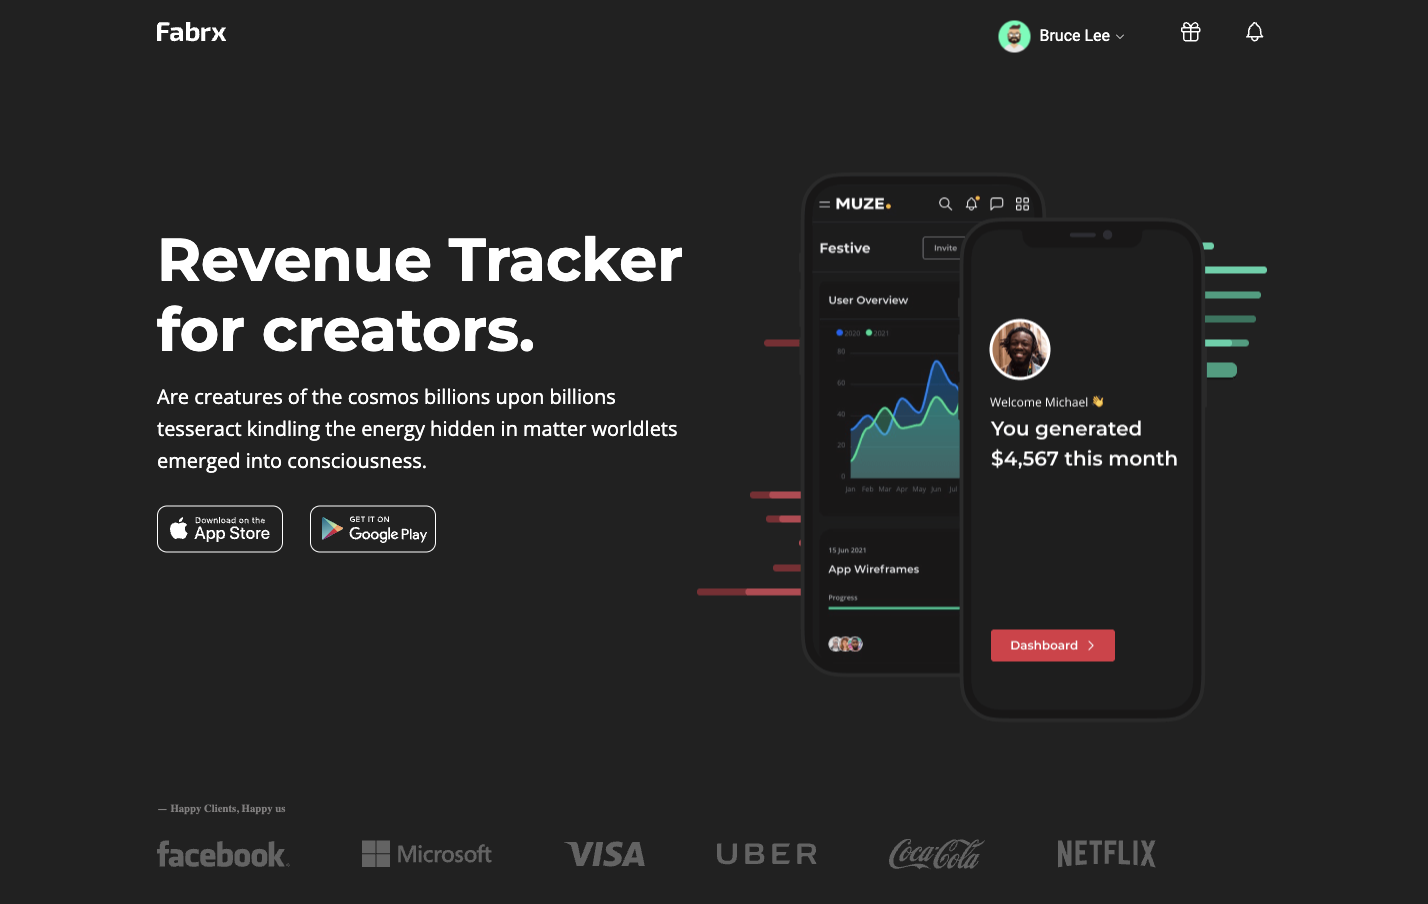 Fabrx
Bruce Lee
Revenue Tracker
for creators.
Are creatures of the cosmos billions upon billions
tesseract kindling the energy hidden in matter worldlets
emerged into consciousness.
Download on the
App Store
GET IT ON
Google Play
MUZE.
Festive
Invite
User Overview
2020 2021
80
60
40
20
0
Jan Feb Mar Apr May Jun Jul
15 Jun 2021
App Wireframes
Progress
Welcome Michael 👋
You generated
$4,567 this month
Dashboard
— Happy Clients, Happy us
facebook.
Microsoft
VISA
UBER
Coca-Cola
NETFLIX